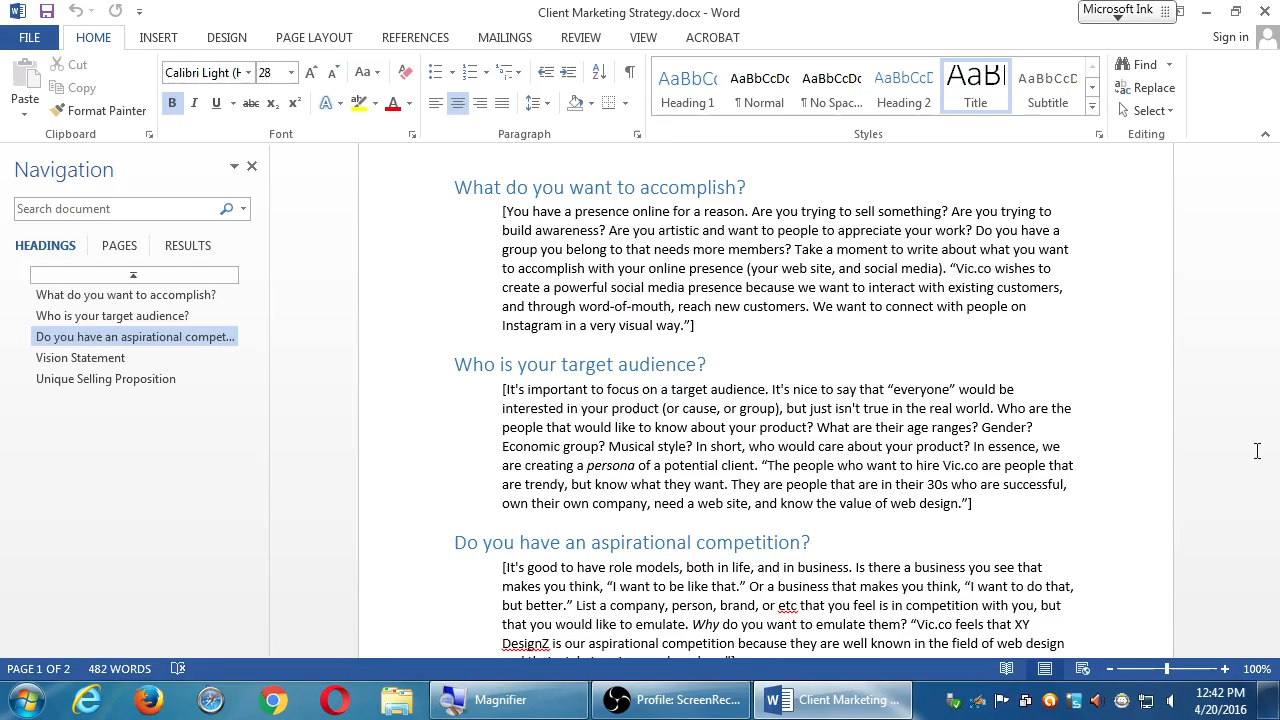 Client Marketing Strategy.docx - Word
Microsoft Ink
FILE HOME INSERT DESIGN PAGE LAYOUT REFERENCES MAILINGS REVIEW VIEW ACROBAT Sign in
Paste
Cut
Copy
Format Painter
Clipboard
Calibri Light (H 28
Font
Paragraph
AaBbCc AaBbCcDc AaBbCcDc AaBbCcD AaB AaBbCcD
Heading 1 ¶ Normal ¶ No Spac... Heading 2 Title Subtitle
Styles
Find
Replace
Select
Editing
Navigation
Search document
HEADINGS PAGES RESULTS
What do you want to accomplish?
Who is your target audience?
Do you have an aspirational compet...
Vision Statement
Unique Selling Proposition
What do you want to accomplish?
[You have a presence online for a reason. Are you trying to sell something? Are you trying to
build awareness? Are you artistic and want to people to appreciate your work? Do you have a
group you belong to that needs more members? Take a moment to write about what you want
to accomplish with your online presence (your web site, and social media). “Vic.co wishes to
create a powerful social media presence because we want to interact with existing customers,
and through word-of-mouth, reach new customers. We want to connect with people on
Instagram in a very visual way.”]
Who is your target audience?
[It's important to focus on a target audience. It's nice to say that “everyone” would be
interested in your product (or cause, or group), but just isn't true in the real world. Who are the
people that would like to know about your product? What are their age ranges? Gender?
Economic group? Musical style? In short, who would care about your product? In essence, we
are creating a persona of a potential client. “The people who want to hire Vic.co are people that
are trendy, but know what they want. They are people that are in their 30s who are successful,
own their own company, need a web site, and know the value of web design.”]
Do you have an aspirational competition?
[It's good to have role models, both in life, and in business. Is there a business you see that
makes you think, “I want to be like that.” Or a business that makes you think, “I want to do that,
but better.” List a company, person, brand, or etc that you feel is in competition with you, but
that you would like to emulate. Why do you want to emulate them? “Vic.co feels that XY
DesignZ is our aspirational competition because they are well known in the field of web design
PAGE 1 OF 2 482 WORDS 100%
Magnifier
Profile: ScreenRec...
Client Marketing ...
12:42 PM
4/20/2016